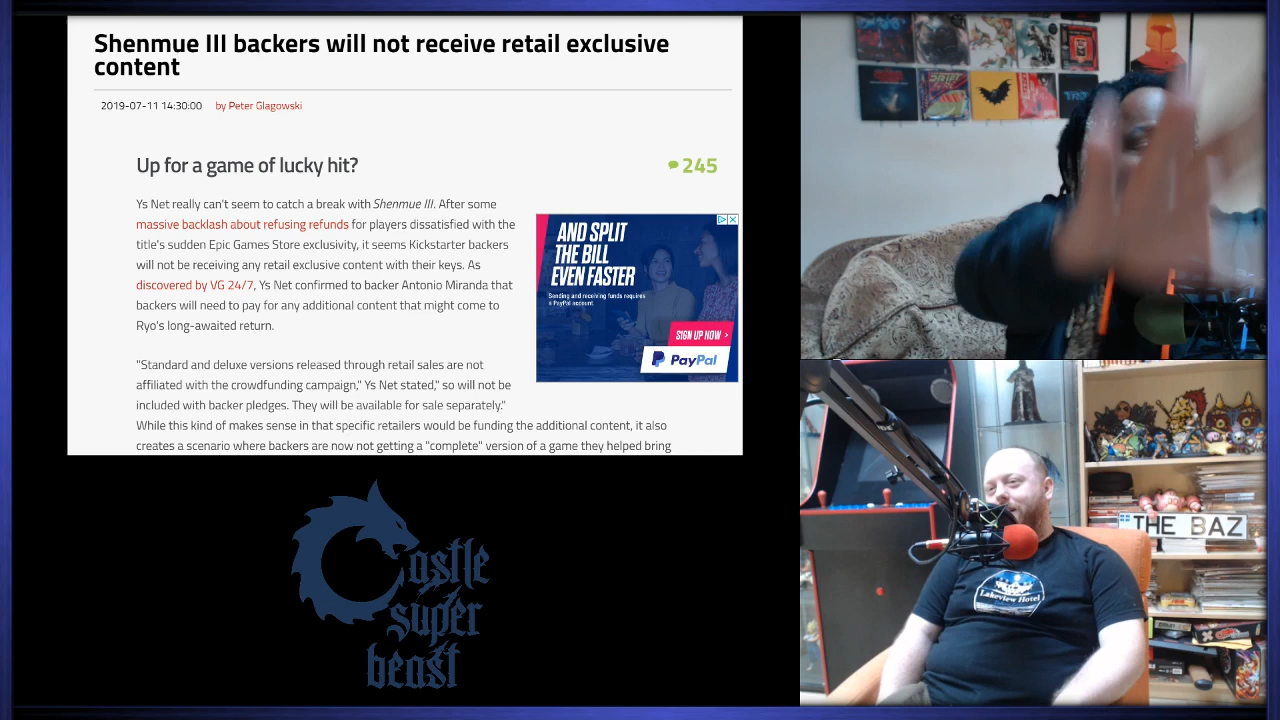 Shenmue III backers will not receive retail exclusive
content
2019-07-11 14:30:00 by Peter Glagowski
Up for a game of lucky hit?
245
Ys Net really can't seem to catch a break with Shenmue III. After some
massive backlash about refusing refunds for players dissatisfied with the
title's sudden Epic Games Store exclusivity, it seems Kickstarter backers
will not be receiving any retail exclusive content with their keys. As
discovered by VG 24/7, Ys Net confirmed to backer Antonio Miranda that
backers will need to pay for any additional content that might come to
Ryo's long-awaited return.
"Standard and deluxe versions released through retail sales are not
affiliated with the crowdfunding campaign," Ys Net stated," so will not be
included with backer pledges. They will be available for sale separately."
While this kind of makes sense in that specific retailers would be funding the additional content, it also
creates a scenario where backers are now not getting a "complete" version of a game they helped bring
AND SPLIT
THE BILL
EVEN FASTER
Sending and receiving funds requires
a PayPal account.
SIGN UP NOW >
PayPal
Castle
super
beast
THE BAZ
Lakeview Hotel